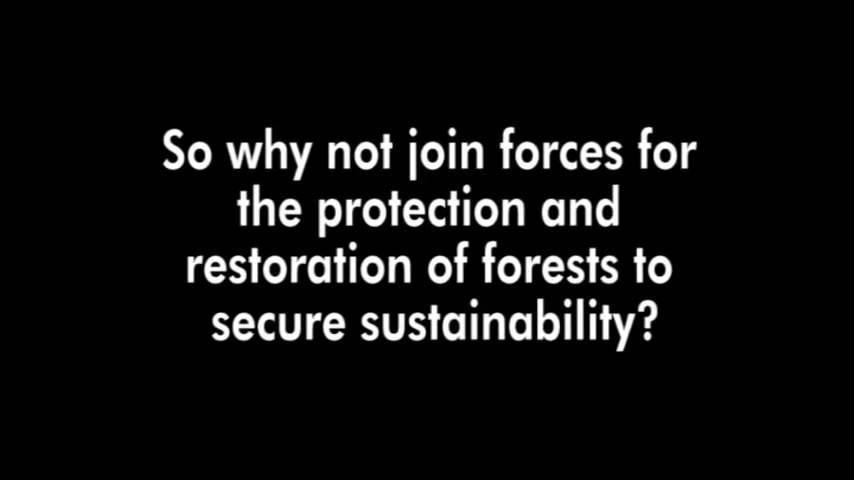 So why not join forces for
the protection and
restoration of forests to
secure sustainability?